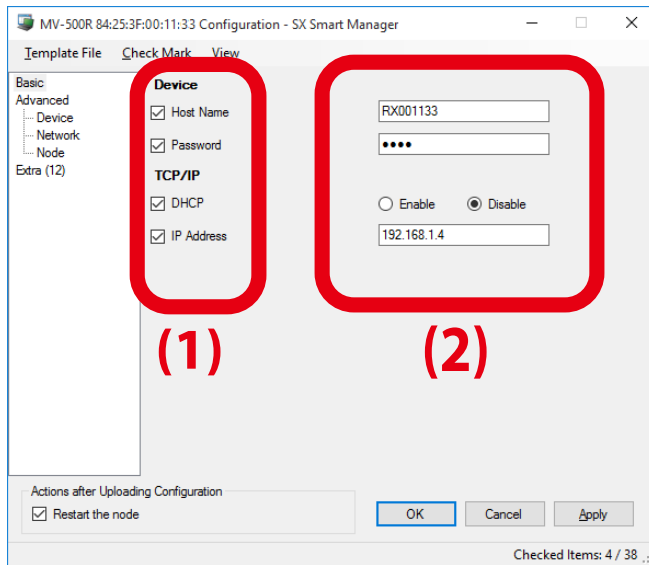 MV-500R 84:25:3F:00:11:33 Configuration - SX Smart Manager
Template File Check Mark View
Basic
Advanced
Device
Network
Node
Extra (12)
Device
Host Name RX001133
Password ••••
TCP/IP
DHCP Enable Disable
IP Address 192.168.1.4
(1) (2)
Actions after Uploading Configuration
Restart the node
OK Cancel Apply
Checked Items: 4 / 38